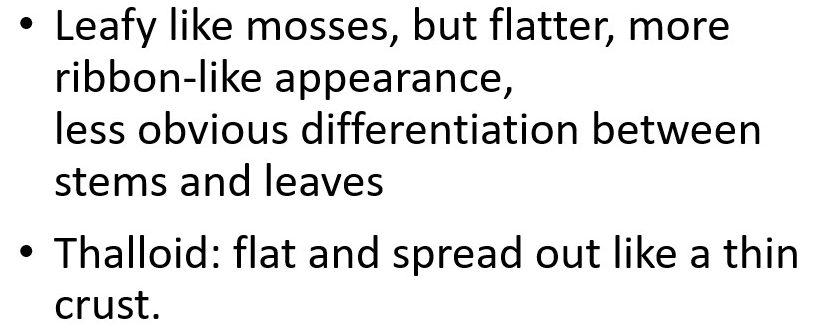 • Leafy like mosses, but flatter, more
ribbon-like appearance,
less obvious differentiation between
stems and leaves
• Thalloid: flat and spread out like a thin
crust.